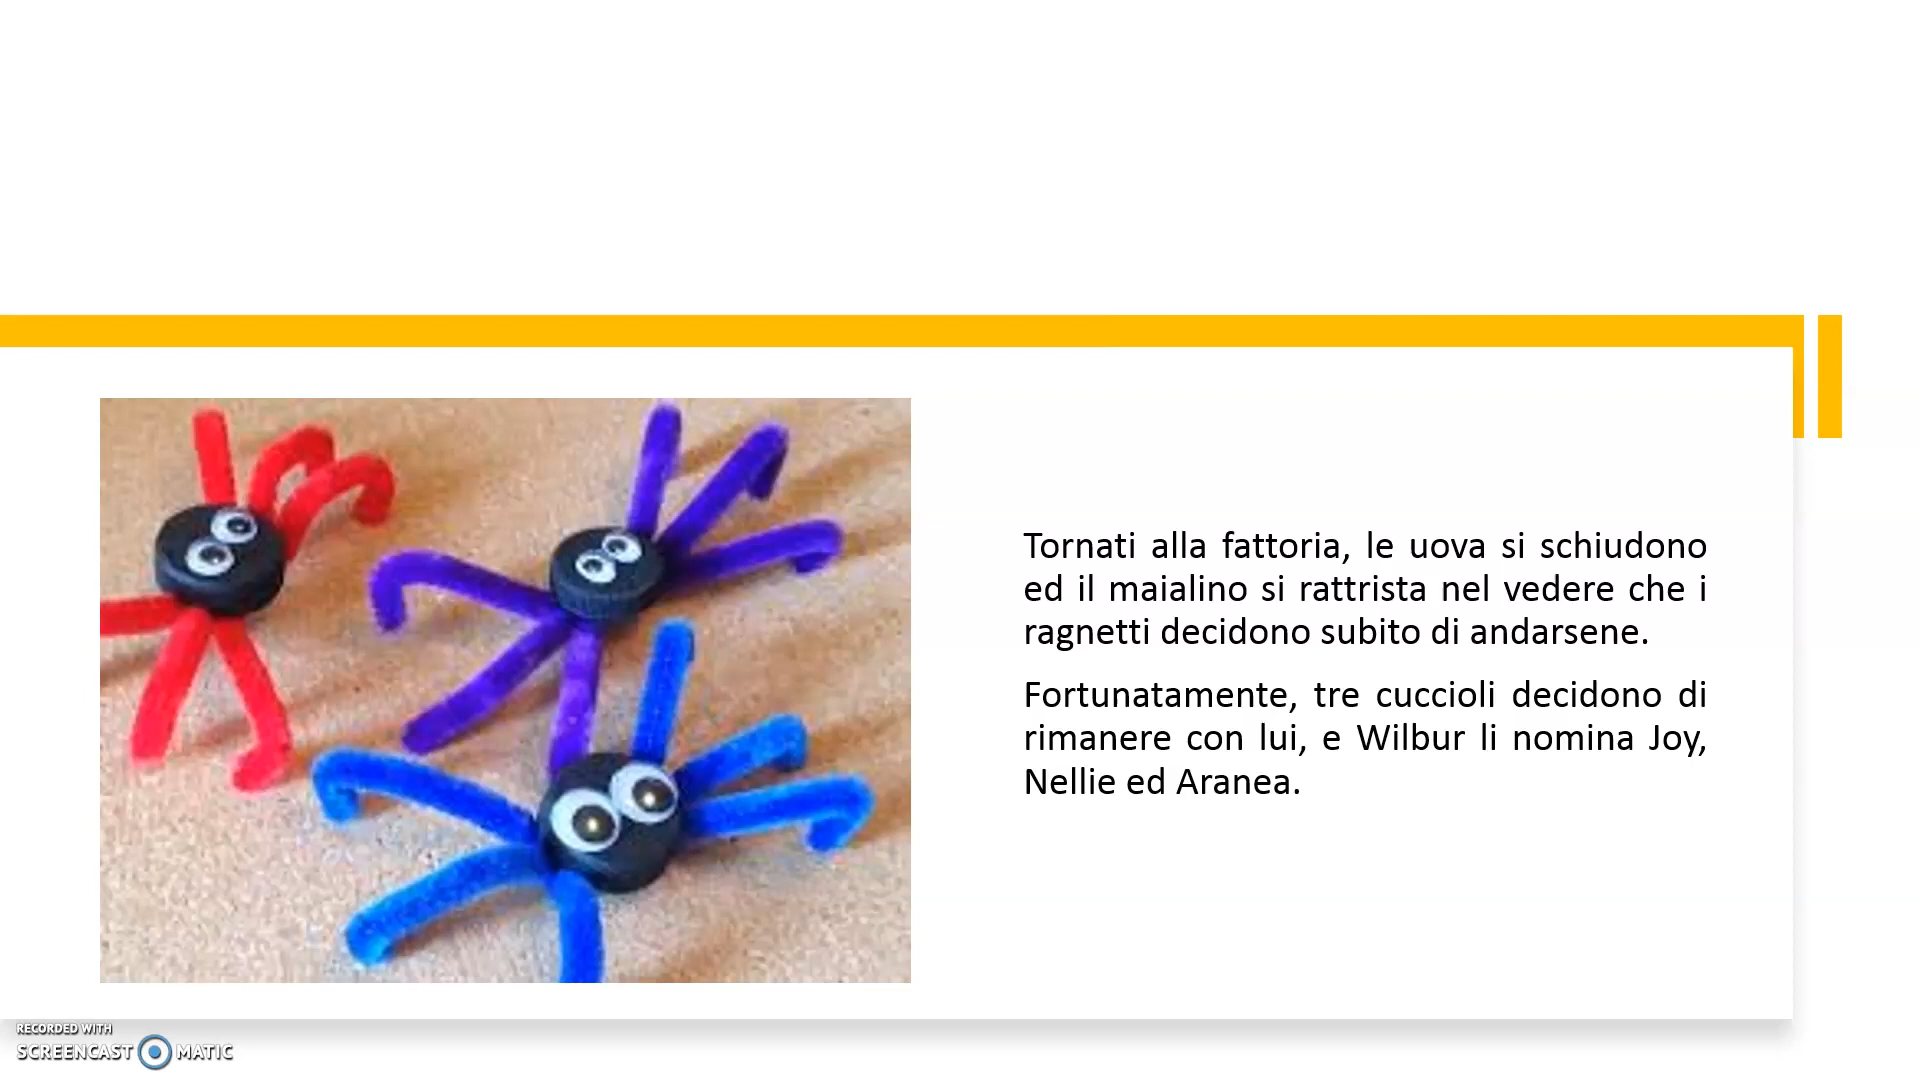 Tornati alla fattoria, le uova si schiudono
ed il maialino si rattrista nel vedere che i
ragnetti decidono subito di andarsene.
Fortunatamente, tre cuccioli decidono di
rimanere con lui, e Wilbur li nomina Joy,
Nellie ed Aranea.
RECORDED WITH
SCREENCAST MATIC